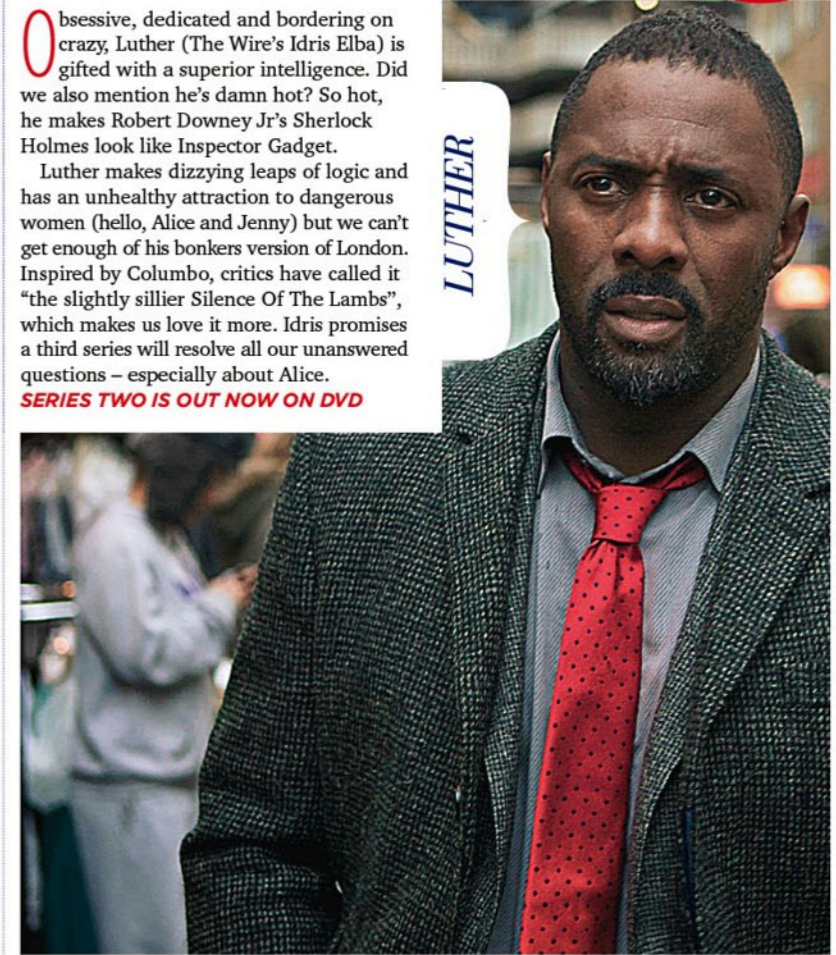 Obsessive, dedicated and bordering on
crazy, Luther (The Wire’s Idris Elba) is
gifted with a superior intelligence. Did
we also mention he’s damn hot? So hot,
he makes Robert Downey Jr’s Sherlock
Holmes look like Inspector Gadget.
Luther makes dizzying leaps of logic and
has an unhealthy attraction to dangerous
women (hello, Alice and Jenny) but we can’t
get enough of his bonkers version of London.
Inspired by Columbo, critics have called it
“the slightly sillier Silence Of The Lambs”,
which makes us love it more. Idris promises
a third series will resolve all our unanswered
questions – especially about Alice.
SERIES TWO IS OUT NOW ON DVD
LUTHER